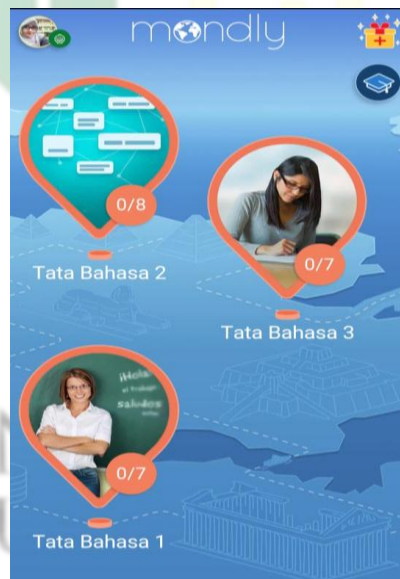 mondly
0/8
Tata Bahasa 2
0/7
Tata Bahasa 3
¡Hola!
saludos
0/7
Tata Bahasa 1